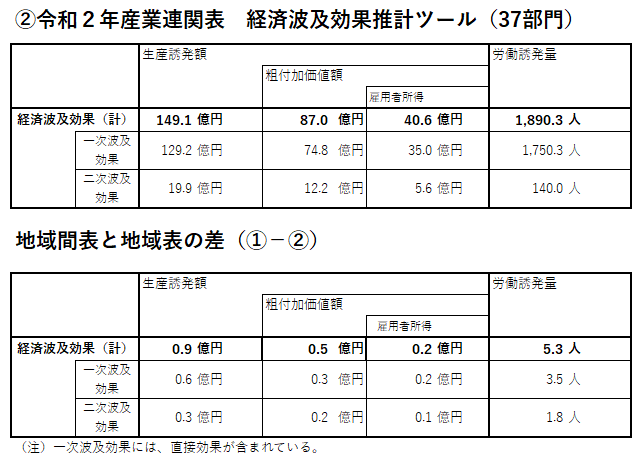 ②令和２年産業連関表　経済波及効果推計ツール（37部門）
生産誘発額 労働誘発量
粗付加価値額
雇用者所得
経済波及効果（計） 149.1 億円 87.0 億円 40.6 億円 1,890.3 人
一次波及
効果 129.2 億円 74.8 億円 35.0 億円 1,750.3 人
二次波及
効果 19.9 億円 12.2 億円 5.6 億円 140.0 人
地域間表と地域表の差（①－②）
生産誘発額 労働誘発量
粗付加価値額
雇用者所得
経済波及効果（計） 0.9 億円 0.5 億円 0.2 億円 5.3 人
一次波及
効果 0.6 億円 0.3 億円 0.2 億円 3.5 人
二次波及
効果 0.3 億円 0.2 億円 0.1 億円 1.8 人
（注）一次波及効果には、直接効果が含まれている。